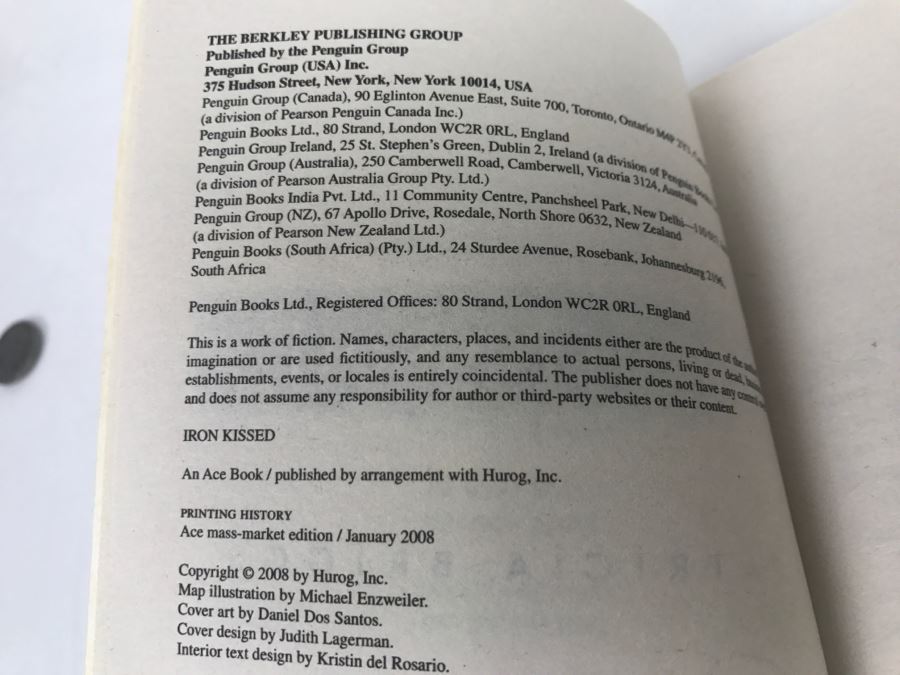 THE BERKLEY PUBLISHING GROUP
Published by the Penguin Group
Penguin Group (USA) Inc.
375 Hudson Street, New York, New York 10014, USA
Penguin Group (Canada), 90 Eglinton Avenue East, Suite 700, Toronto, Ontario M4P
(a division of Pearson Penguin Canada Inc.)
Penguin Books Ltd., 80 Strand, London WC2R 0RL, England
Penguin Group Ireland, 25 St. Stephen's Green, Dublin 2, Ireland (a division of Penguin
Penguin Group (Australia), 250 Camberwell Road, Camberwell, Victoria 3124, Australia
(a division of Pearson Australia Group Pty. Ltd.)
Penguin Books India Pvt. Ltd., 11 Community Centre, Panchsheel Park, New Delhi—
Penguin Group (NZ), 67 Apollo Drive, Rosedale, North Shore 0632, New Zealand
(a division of Pearson New Zealand Ltd.)
Penguin Books (South Africa) (Pty.) Ltd., 24 Sturdee Avenue, Rosebank, Johannesburg 2196,
South Africa
Penguin Books Ltd., Registered Offices: 80 Strand, London WC2R 0RL, England
This is a work of fiction. Names, characters, places, and incidents either are the product of the
imagination or are used fictitiously, and any resemblance to actual persons, living or dead,
establishments, events, or locales is entirely coincidental. The publisher does not have any control
and does not assume any responsibility for author or third-party websites or their content.
IRON KISSED
An Ace Book / published by arrangement with Hurog, Inc.
PRINTING HISTORY
Ace mass-market edition / January 2008
Copyright © 2008 by Hurog, Inc.
Map illustration by Michael Enzweiler.
Cover art by Daniel Dos Santos.
Cover design by Judith Lagerman.
Interior text design by Kristin del Rosario.